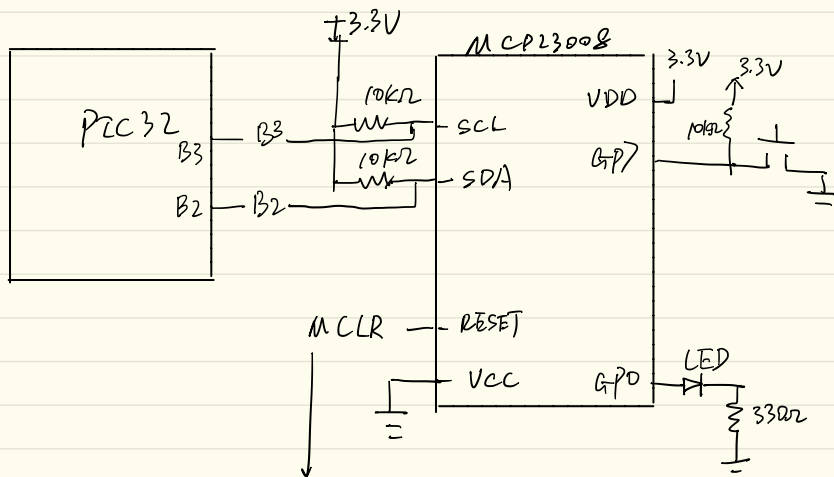 3.3V
MCP23008
3.3V
3.3V
10KΩ
VDD
PIC32
B3
B3
SCL
10KΩ
10kΩ
GP7
SDA
B2
B2
MCLR
RESET
LED
VCC
GP0
330Ω